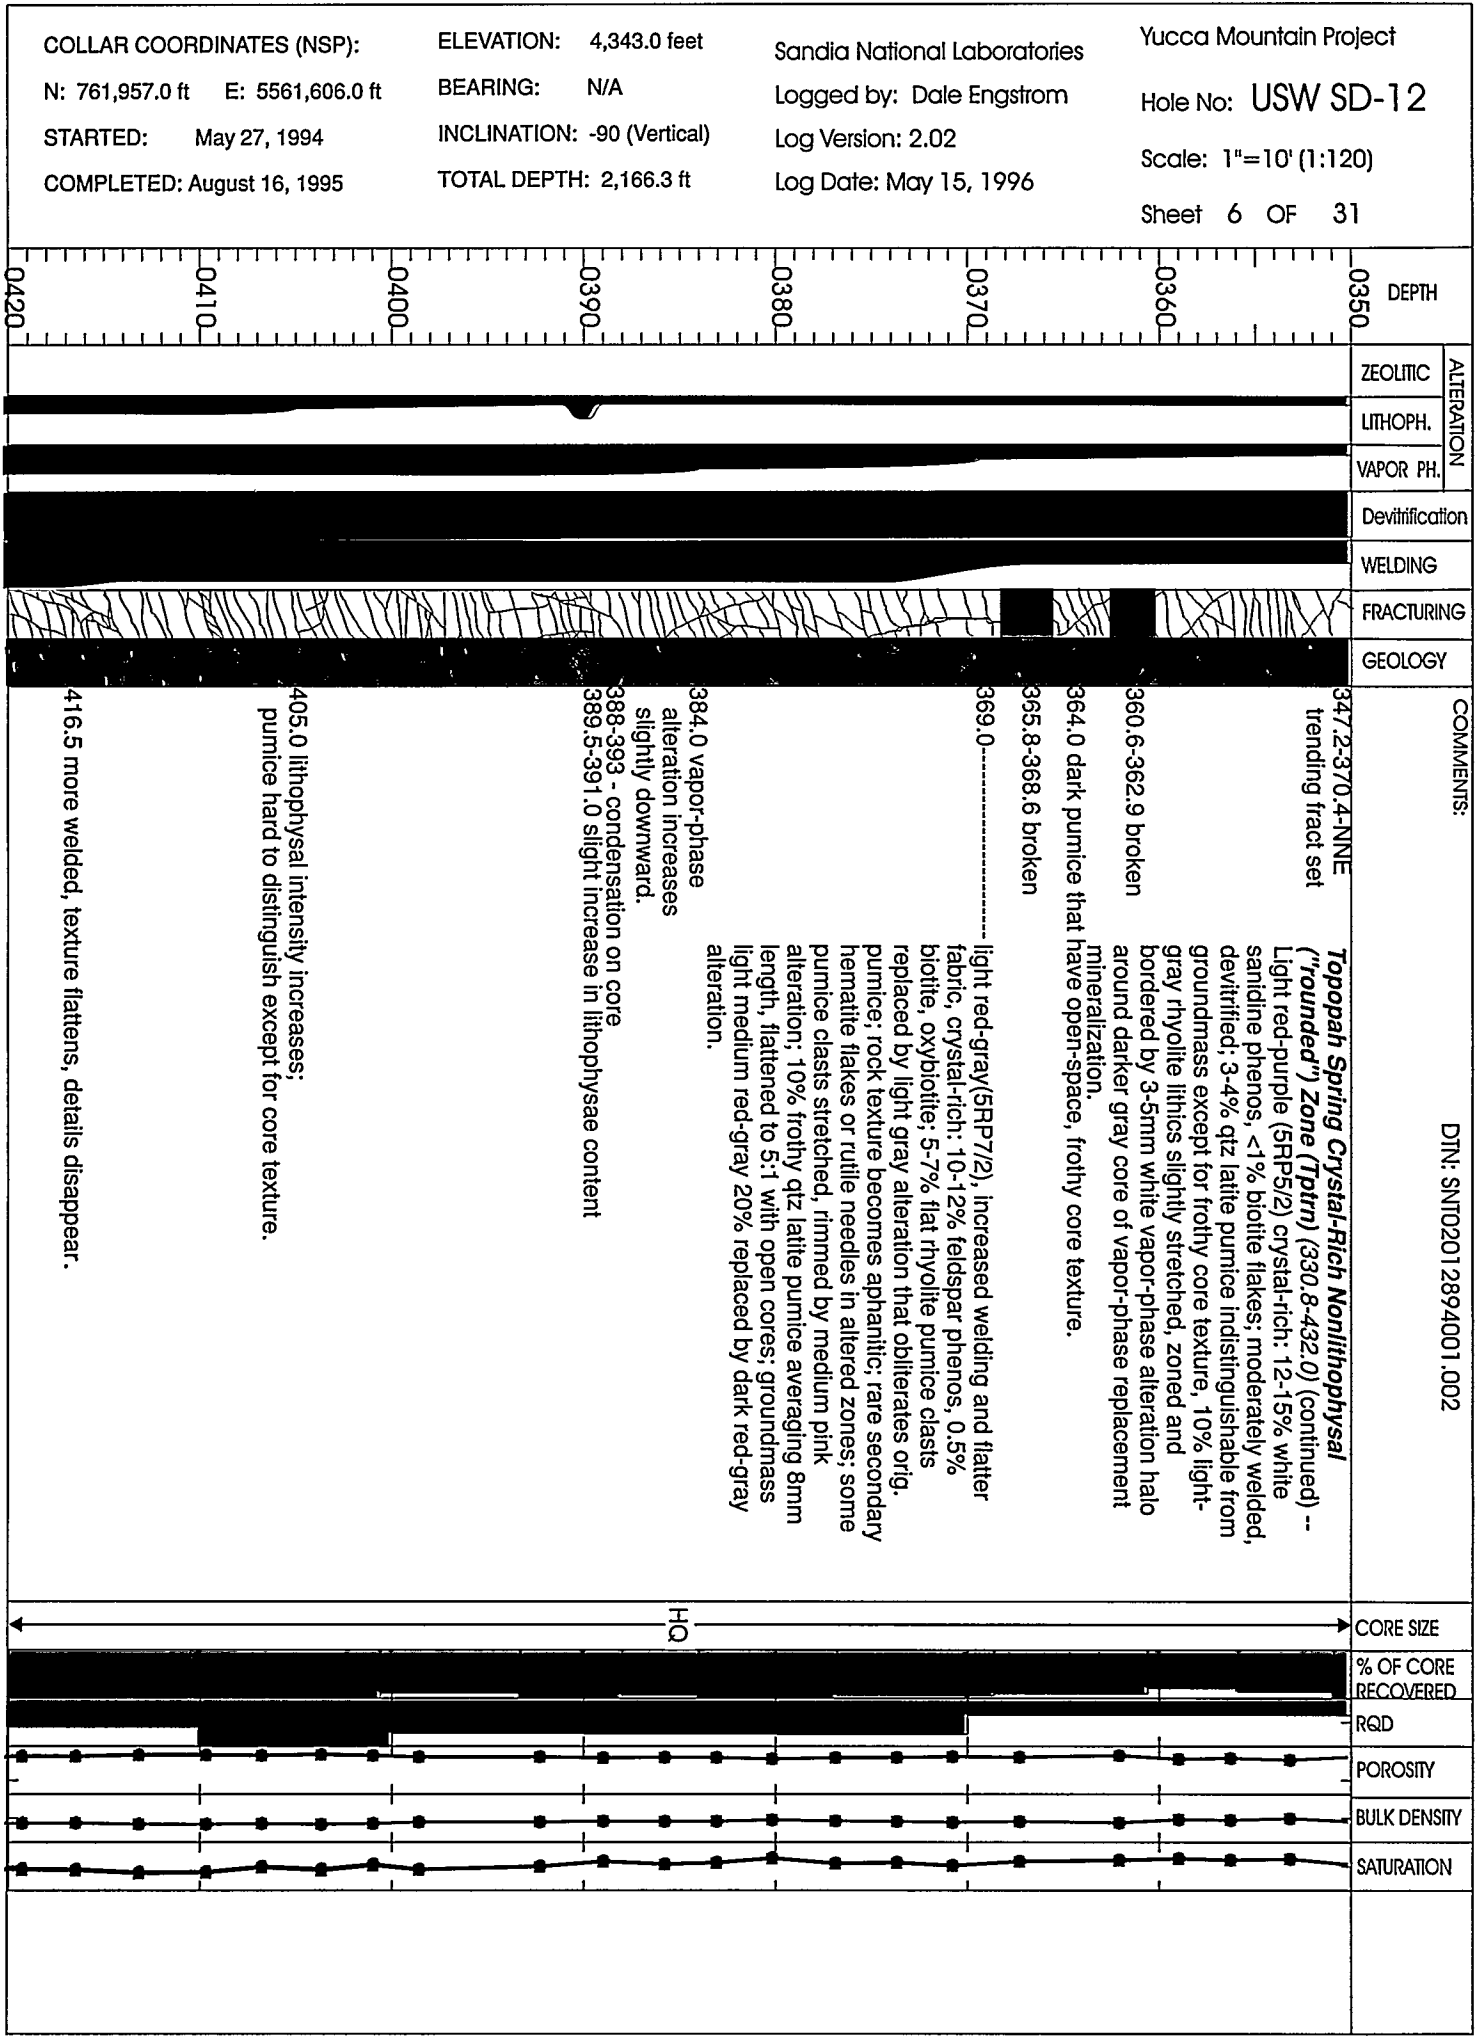 COLLAR COORDINATES (NSP):
N: 761,957.0 ft E: 5561,606.0 ft
STARTED: May 27, 1994
COMPLETED: August 16, 1995
ELEVATION: 4,343.0 feet
BEARING: N/A
INCLINATION: -90 (Vertical)
TOTAL DEPTH: 2,166.3 ft
Sandia National Laboratories
Logged by: Dale Engstrom
Log Version: 2.02
Log Date: May 15, 1996
Yucca Mountain Project
Hole No: USW SD-12
Scale: 1"=10' (1:120)
Sheet 6 OF 31
DEPTH
0350
0360
0370
0380
0390
0400
0410
0420
ALTERATION
ZEOLITIC
LITHOPH.
VAPOR PH.
Devitrification
WELDING
FRACTURING
GEOLOGY
COMMENTS:
DTN: SNT02012894001.002
347.2-370.4-NNE
trending fract set
Topopah Spring Crystal-Rich Nonlithophysal
("rounded") Zone (Tptrn) (330.8-432.0) (continued) --
Light red-purple (5RP5/2) crystal-rich: 12-15% white
sanidine phenos, <1% biotite flakes; moderately welded,
devitrified; 3-4% qtz latite pumice indistinguishable from
groundmass except for frothy core texture, 10% light-
gray rhyolite lithics slightly stretched, zoned and
bordered by 3-5mm white vapor-phase alteration halo
around darker gray core of vapor-phase replacement
mineralization.
360.6-362.9 broken
364.0 dark pumice that have open-space, frothy core texture.
365.8-368.6 broken
369.0---------------------- light red-gray(5RP7/2), increased welding and flatter
fabric, crystal-rich: 10-12% feldspar phenos, 0.5%
biotite, oxybiotite; 5-7% flat rhyolite pumice clasts
replaced by light gray alteration that obliterates orig.
pumice; rock texture becomes aphanitic; rare secondary
hematite flakes or rutile needles in altered zones; some
pumice clasts stretched, rimmed by medium pink
alteration; 10% frothy qtz latite pumice averaging 8mm
length, flattened to 5:1 with open cores; groundmass
light medium red-gray 20% replaced by dark red-gray
alteration.
384.0 vapor-phase
alteration increases
slightly downward.
388-393 - condensation on core
389.5-391.0 slight increase in lithophysae content
405.0 lithophysal intensity increases;
pumice hard to distinguish except for core texture.
416.5 more welded, texture flattens, details disappear.
CORE SIZE
HQ
% OF CORE
RECOVERED
RQD
POROSITY
BULK DENSITY
SATURATION